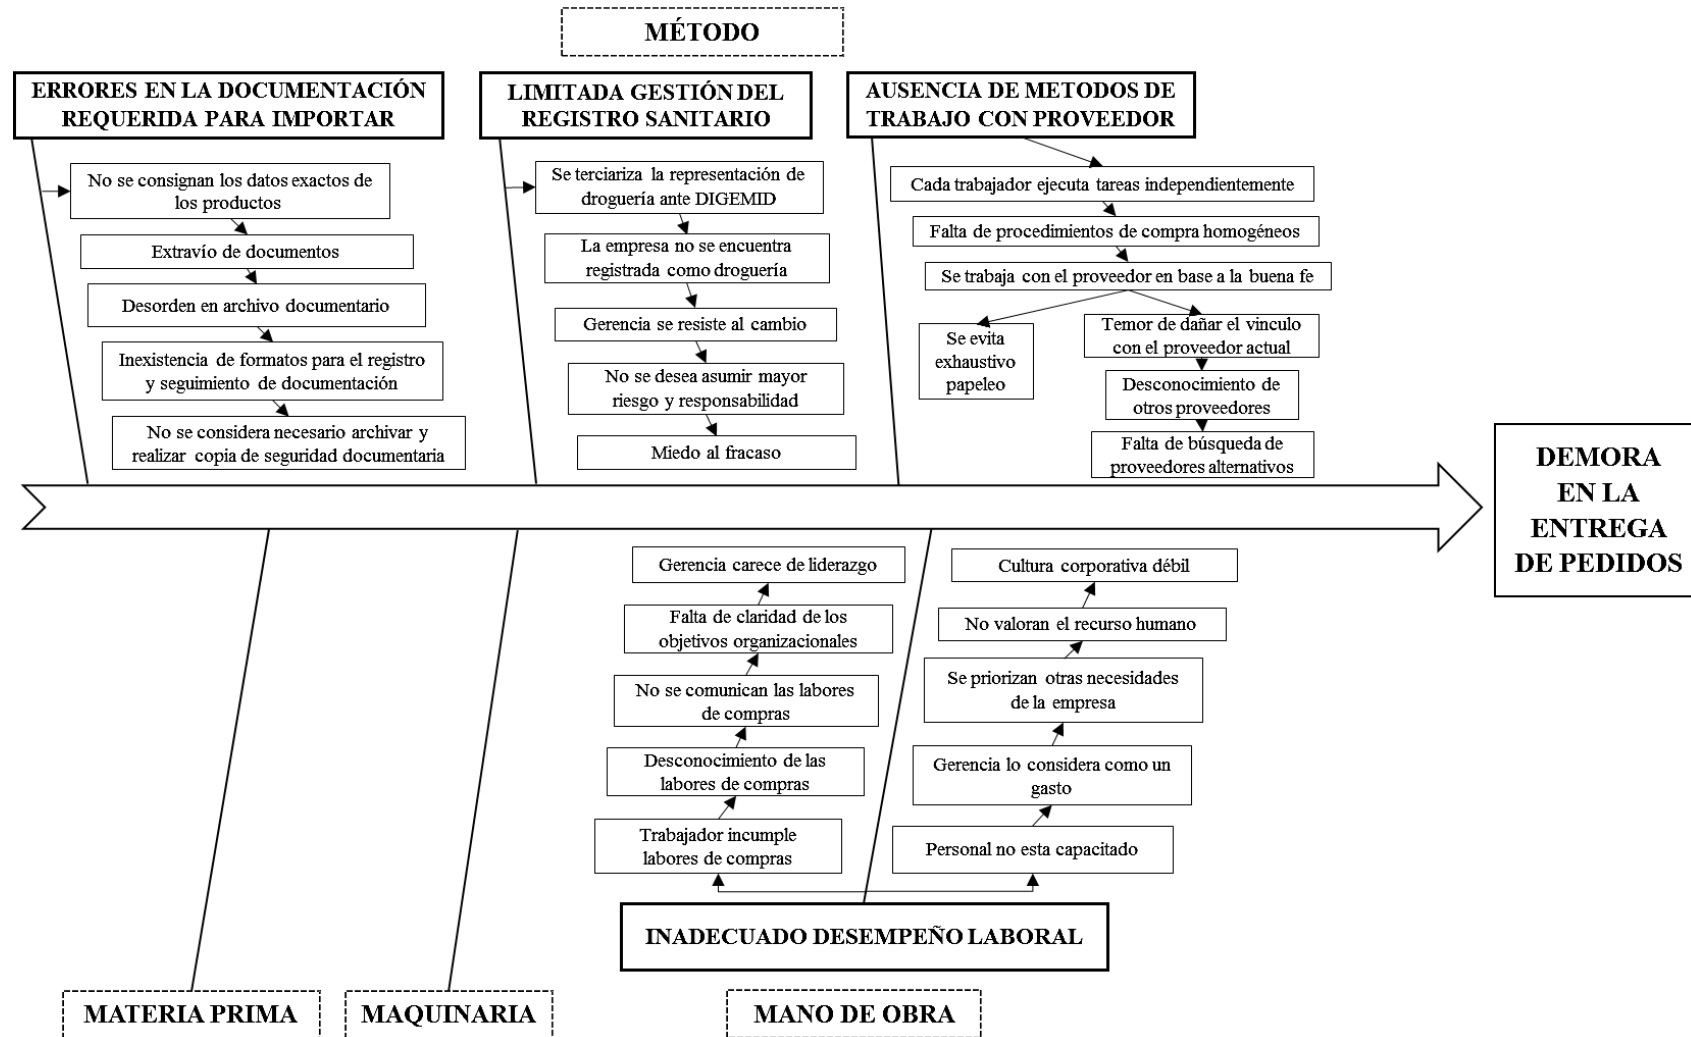 MÉTODO
ERRORES EN LA DOCUMENTACIÓN
REQUERIDA PARA IMPORTAR
No se consignan los datos exactos de
los productos
Extravío de documentos
Desorden en archivo documentario
Inexistencia de formatos para el registro
y seguimiento de documentación
No se considera necesario archivar y
realizar copia de seguridad documentaria
LIMITADA GESTIÓN DEL
REGISTRO SANITARIO
Se terciariza la representación de
droguería ante DIGEMID
La empresa no se encuentra
registrada como droguería
Gerencia se resiste al cambio
No se desea asumir mayor
riesgo y responsabilidad
Miedo al fracaso
AUSENCIA DE METODOS DE
TRABAJO CON PROVEEDOR
Cada trabajador ejecuta tareas independientemente
Falta de procedimientos de compra homogéneos
Se trabaja con el proveedor en base a la buena fe
Se evita
exhaustivo
papeleo
Temor de dañar el vinculo
con el proveedor actual
Desconocimiento de
otros proveedores
Falta de búsqueda de
proveedores alternativos
DEMORA
EN LA
ENTREGA
DE PEDIDOS
Gerencia carece de liderazgo
Falta de claridad de los
objetivos organizacionales
No se comunican las labores
de compras
Desconocimiento de las
labores de compras
Trabajador incumple
labores de compras
Cultura corporativa débil
No valoran el recurso humano
Se priorizan otras necesidades
de la empresa
Gerencia lo considera como un
gasto
Personal no esta capacitado
INADECUADO DESEMPEÑO LABORAL
MATERIA PRIMA
MAQUINARIA
MANO DE OBRA